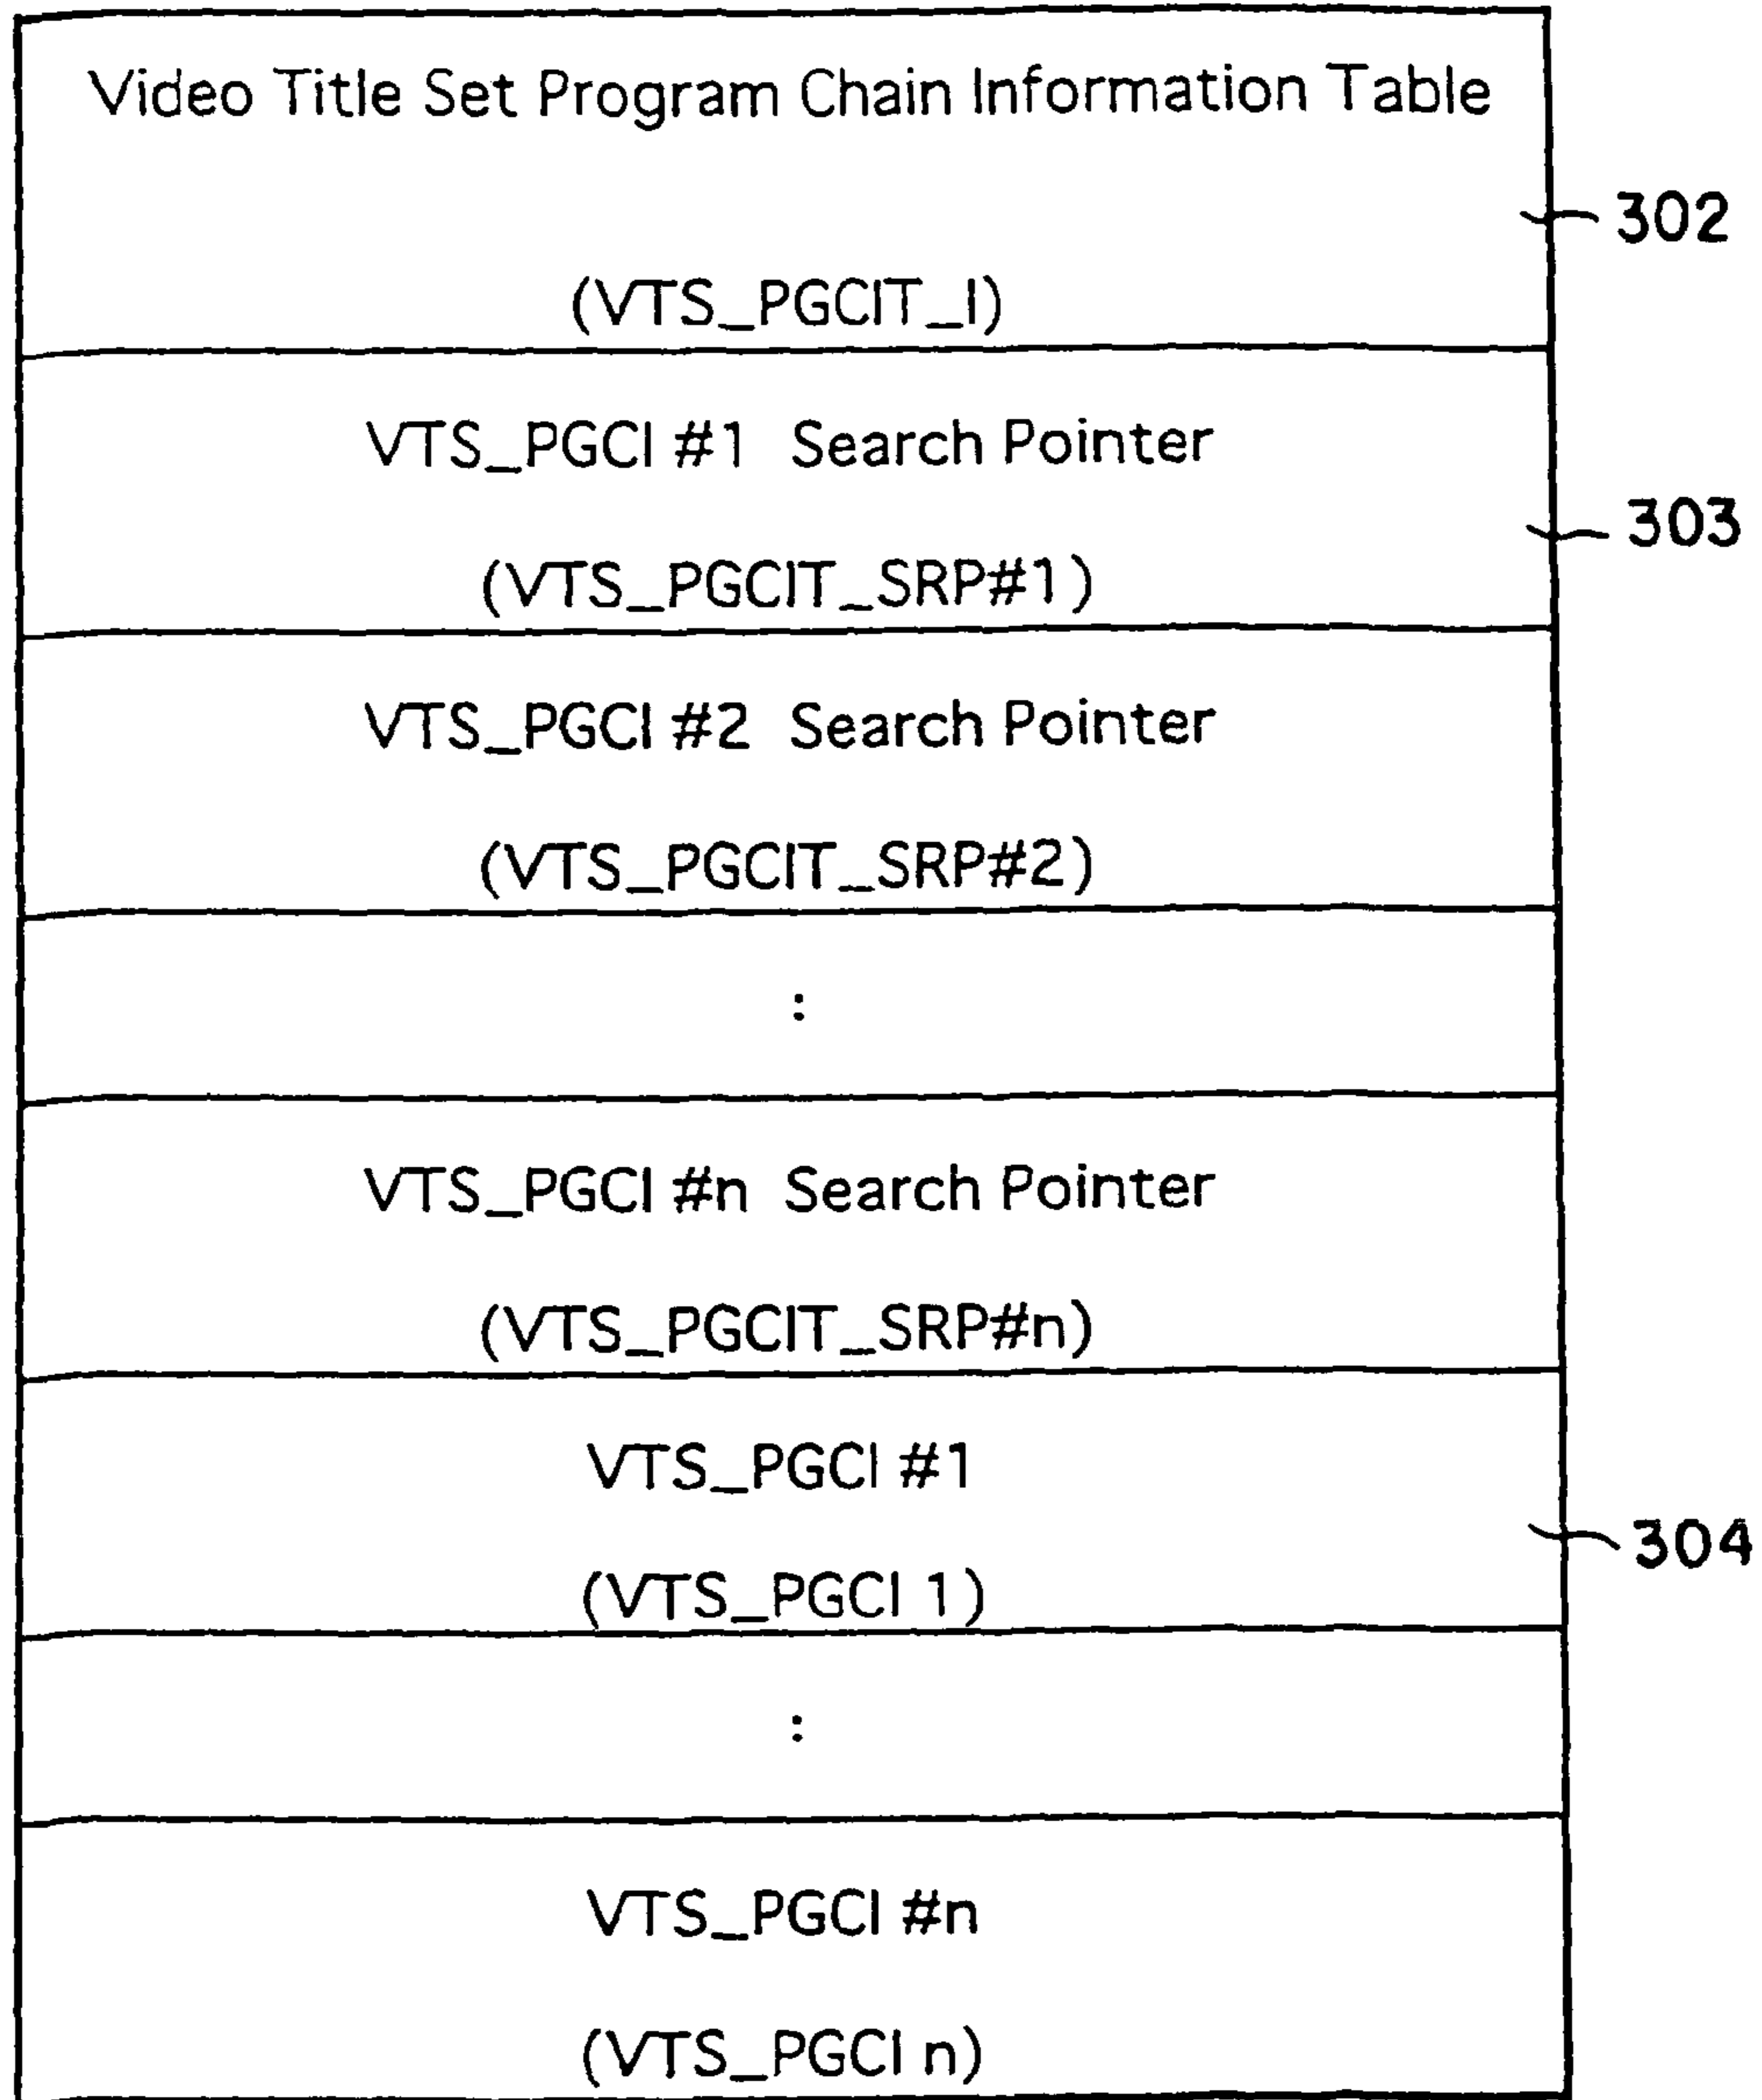 Video Title Set Program Chain Information Table
302
(VTS_PGCIT_I)
VTS_PGCI #1 Search Pointer
303
(VTS_PGCIT_SRP#1)
VTS_PGCI #2 Search Pointer
(VTS_PGCIT_SRP#2)
:
VTS_PGCI #n Search Pointer
(VTS_PGCIT_SRP#n)
VTS_PGCI #1
304
(VTS_PGCI 1)
:
VTS_PGCI #n
(VTS_PGCI n)